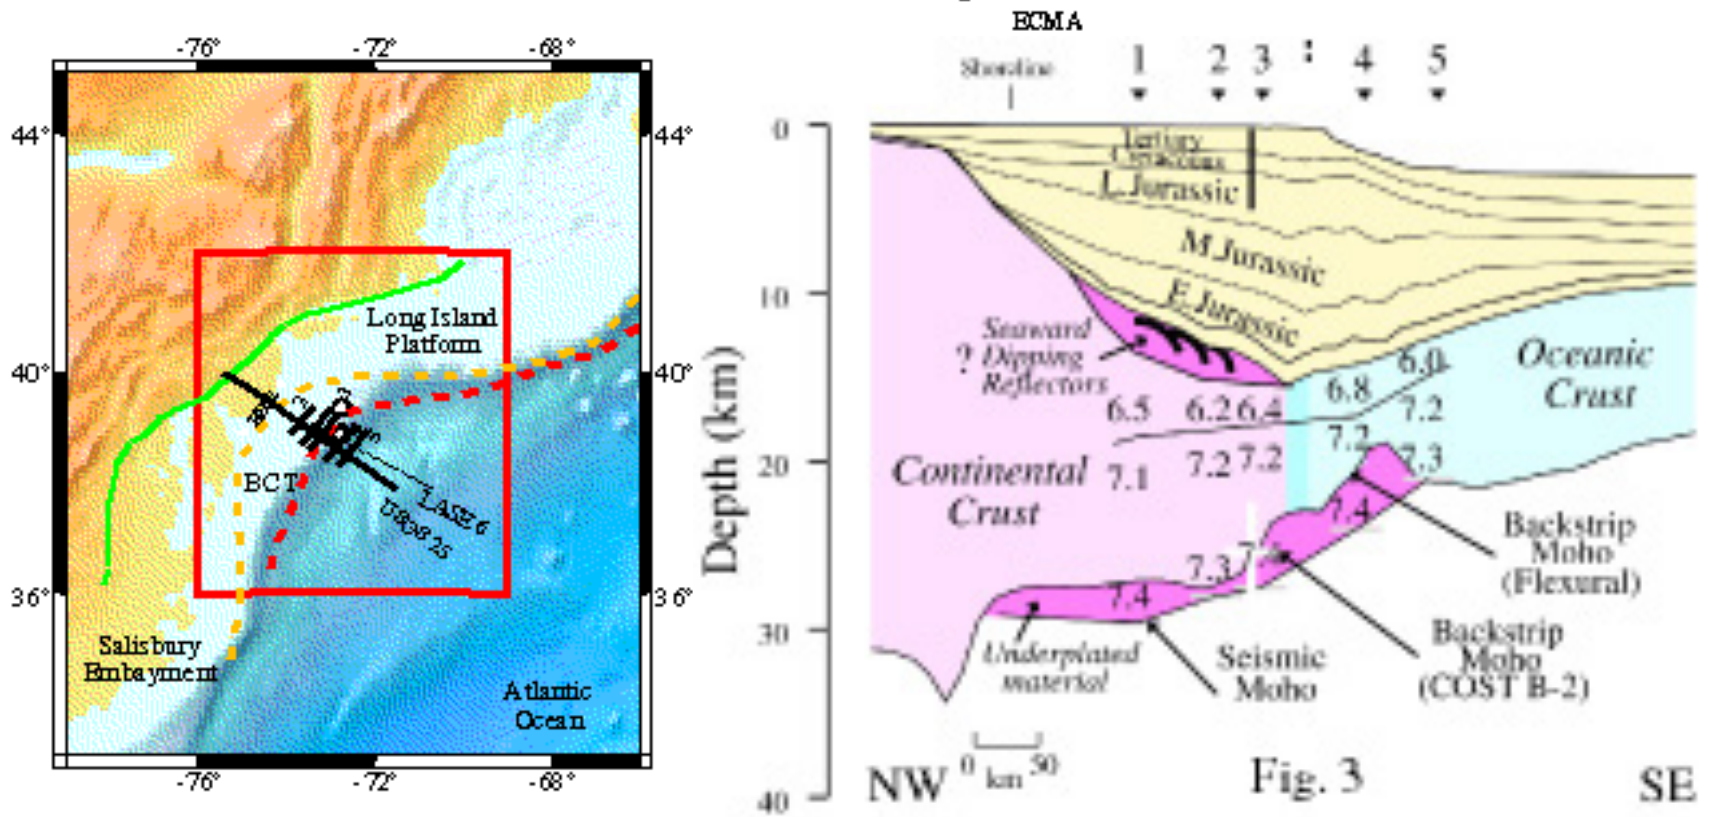 -76°
-72°
-68°
44°
44°
Long Island
Platform
40°
40°
BCT
LASE 6
USGS 25
36°
36°
Salisbury
Embayment
Atlantic
Ocean
-76°
-72°
-68°
ECMA
Shoreline
1 2 3 : 4 5
0
Tertiary
Cretaceous
L. Jurassic
M. Jurassic
10
E. Jurassic
Seaward
? Dipping
Reflectors
Oceanic
Crust
6.0
6.8
6.5 6.2 6.4 7.2
7.2
Depth (km)
Continental
Crust
20
7.1 7.2 7.2 7.3
7.4
Backstrip
Moho
(Flexural)
7.3
7.4
30
Underplated
material
Seismic
Moho
Backstrip
Moho
(COST B-2)
40
NW
0 km 50
Fig. 3
SE